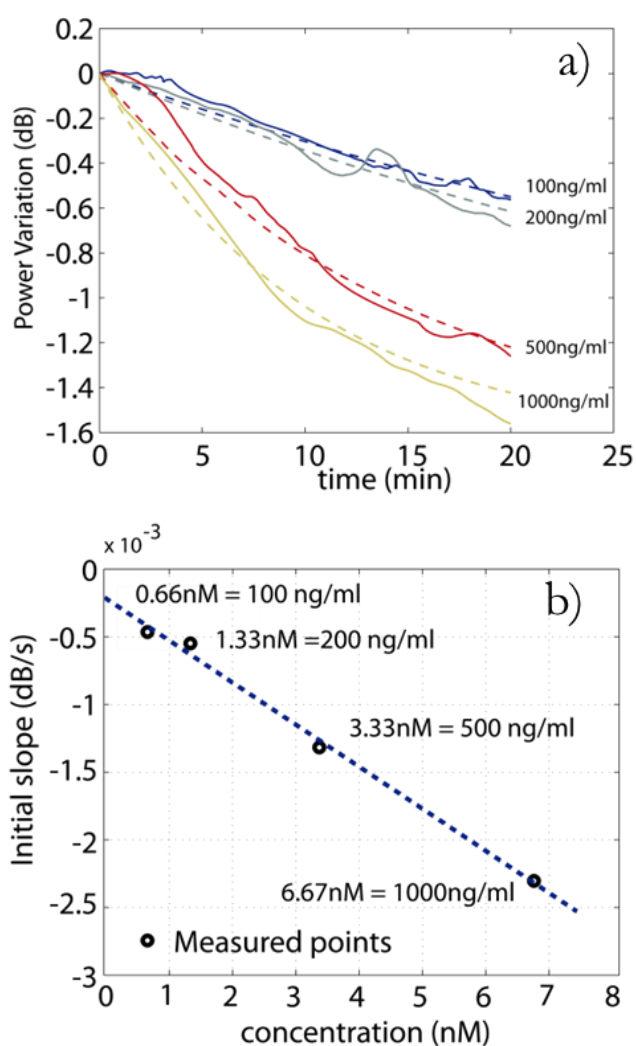 a)
0.2
0
-0.2
-0.4
-0.6
-0.8
-1
-1.2
-1.4
-1.6
Power Variation (dB)
100ng/ml
200ng/ml
500ng/ml
1000ng/ml
0 5 10 15 20 25
time (min)
b)
x 10⁻³
0
-0.5
-1
-1.5
-2
-2.5
-3
Initial slope (dB/s)
0.66nM = 100 ng/ml
1.33nM =200 ng/ml
3.33nM = 500 ng/ml
6.67nM = 1000ng/ml
Measured points
0 1 2 3 4 5 6 7 8
concentration (nM)